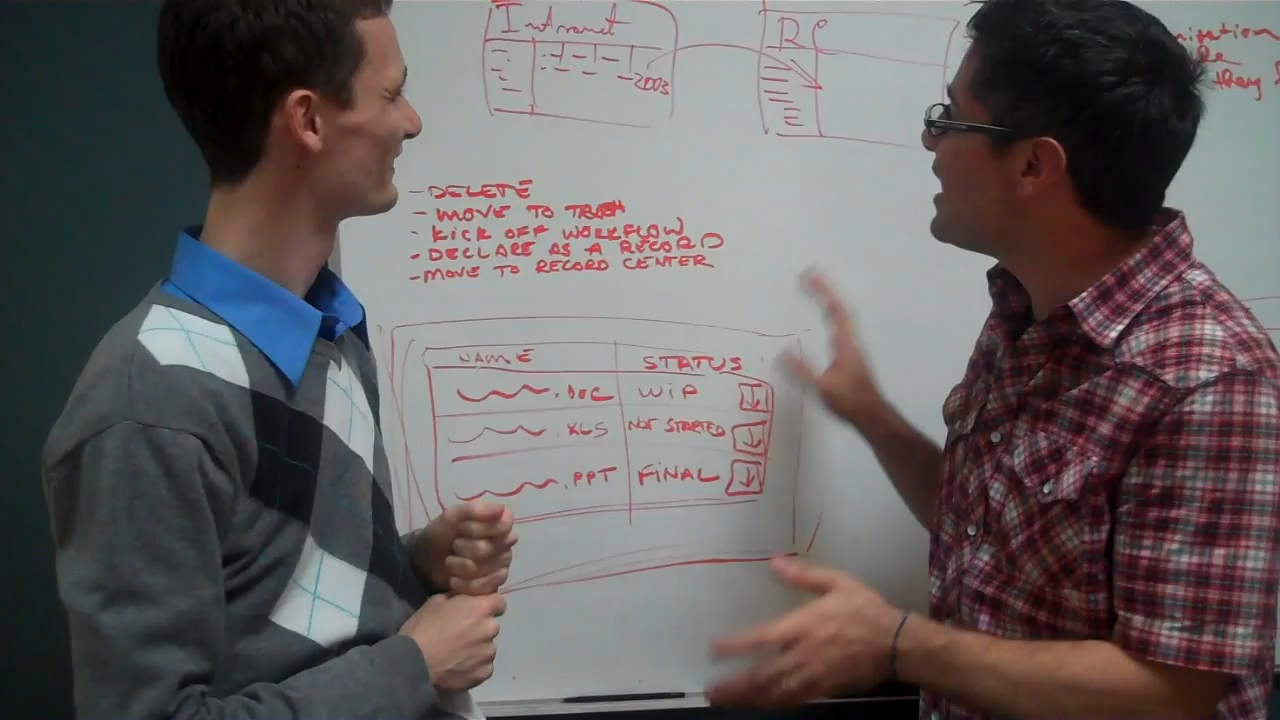 Intranet
2003
RC
they
- DELETE
- MOVE TO TRASH
- KICK OFF WORKFLOW
- DECLARE AS A RECORD
- MOVE TO RECORD CENTER
NAME STATUS
.DOC WIP
.XLS NOT STARTED
.PPT FINAL